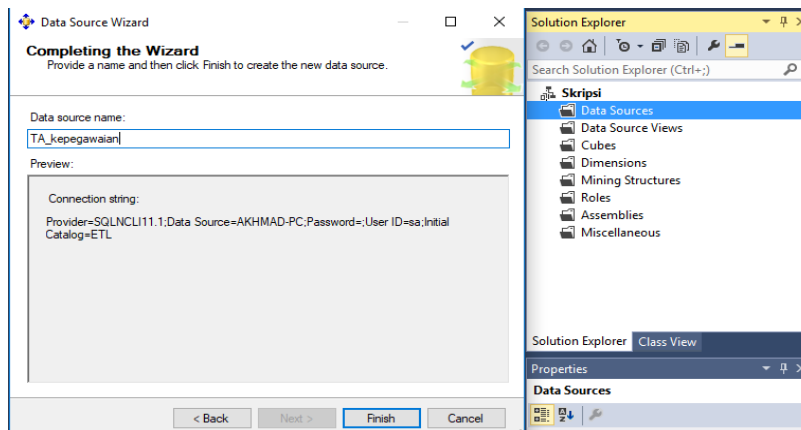 Data Source Wizard
Completing the Wizard
Provide a name and then click Finish to create the new data source.
Data source name:
TA_kepegawaian
Preview:
Connection string:
Provider=SQLNCLI11.1;Data Source=AKHMAD-PC;Password=;User ID=sa;Initial
Catalog=ETL
< Back
Next >
Finish
Cancel
Solution Explorer
Search Solution Explorer (Ctrl+;)
Skripsi
Data Sources
Data Source Views
Cubes
Dimensions
Mining Structures
Roles
Assemblies
Miscellaneous
Solution Explorer
Class View
Properties
Data Sources